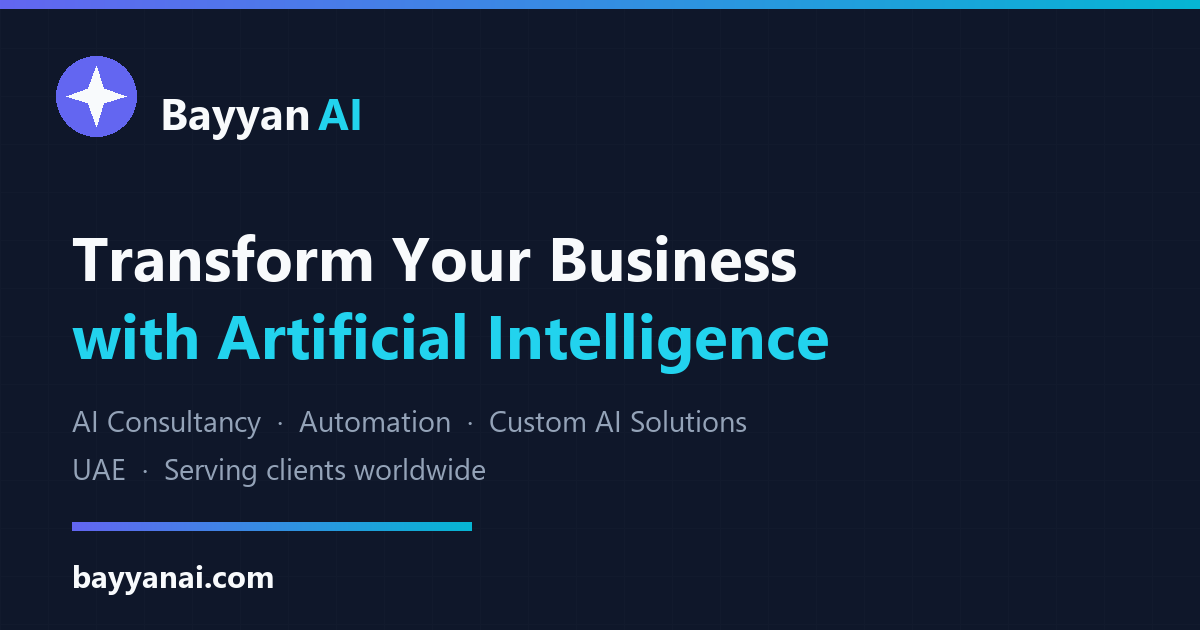 Bayyan AI
Transform Your Business
with Artificial Intelligence
AI Consultancy · Automation · Custom AI Solutions
UAE · Serving clients worldwide
bayyanai.com